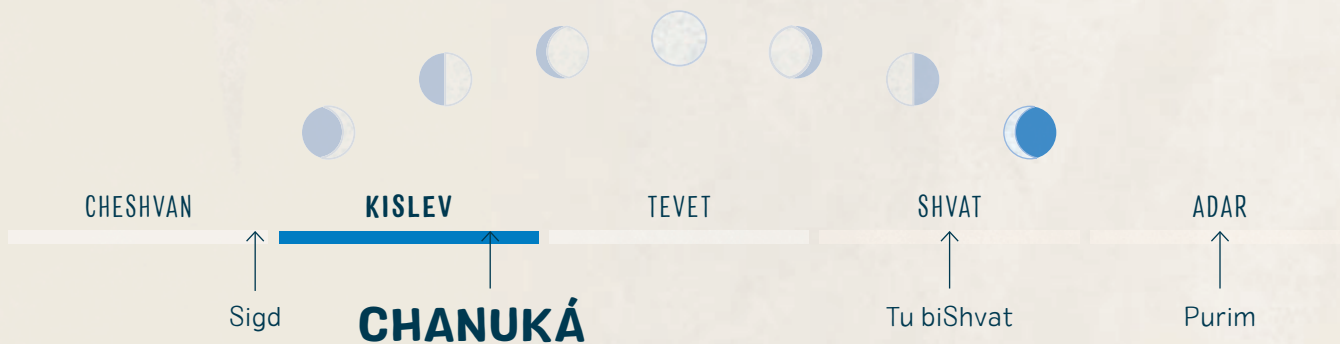 CHESHVAN KISLEV TEVET SHVAT ADAR
Sigd CHANUKÁ Tu biShvat Purim